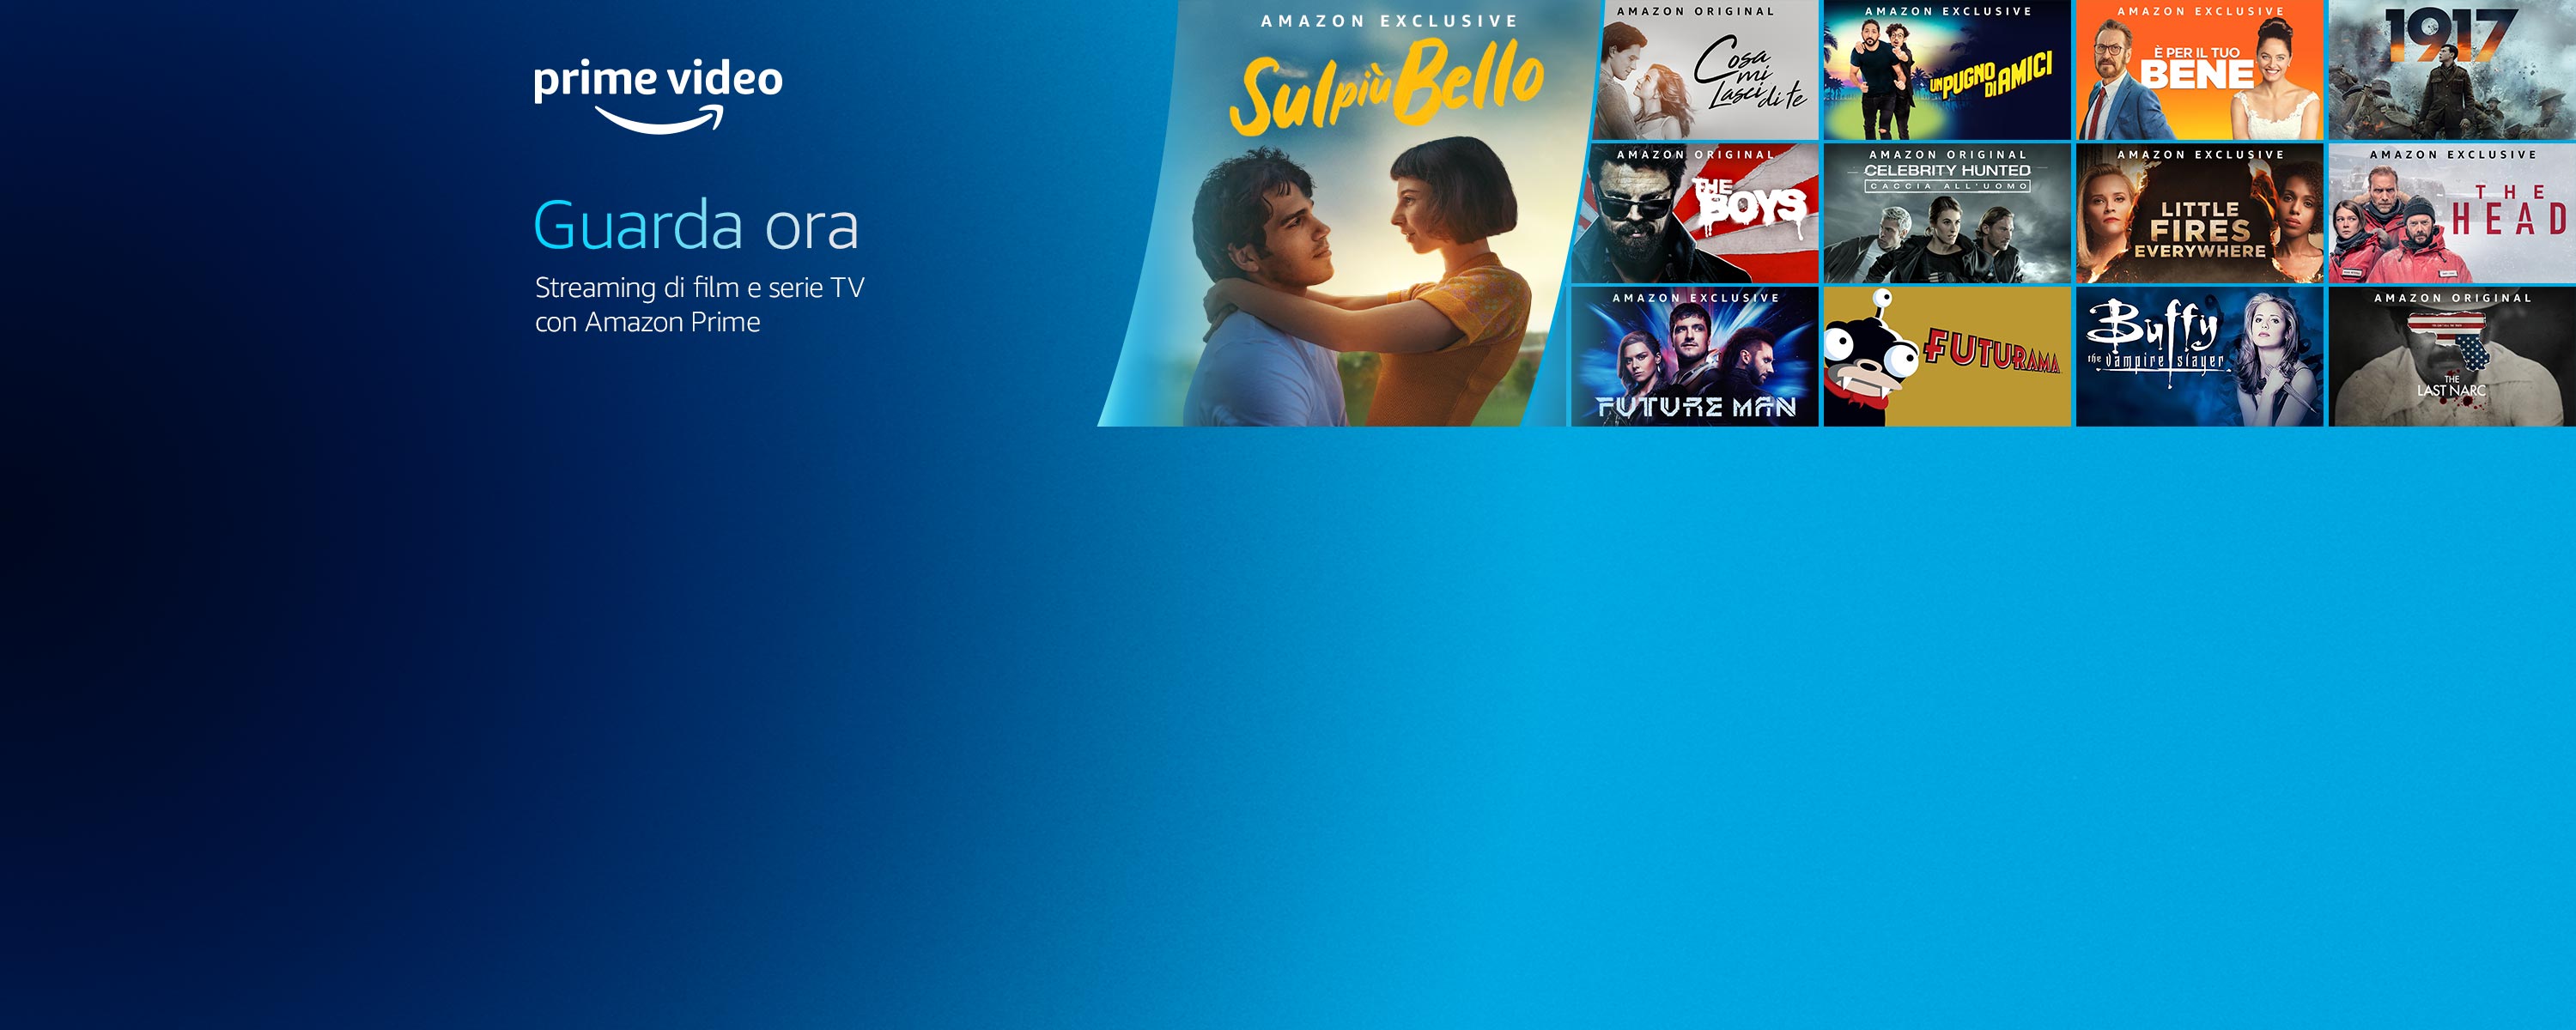 prime video
Guarda ora
Streaming di film e serie TV
con Amazon Prime
AMAZON EXCLUSIVE
Sul più Bello
AMAZON ORIGINAL
Cosa
mi
Lasci di te
AMAZON EXCLUSIVE
UN PUGNO
DI AMICI
AMAZON EXCLUSIVE
È PER IL TUO
BENE
1917
AMAZON ORIGINAL
THE
BOYS
AMAZON ORIGINAL
CELEBRITY HUNTED
CACCIA ALL'UOMO
AMAZON EXCLUSIVE
LITTLE
FIRES
EVERYWHERE
AMAZON EXCLUSIVE
THE
HEAD
AMAZON EXCLUSIVE
FUTURE MAN
FUTURAMA
Buffy
the vampire slayer
AMAZON ORIGINAL
THE
LAST NARC